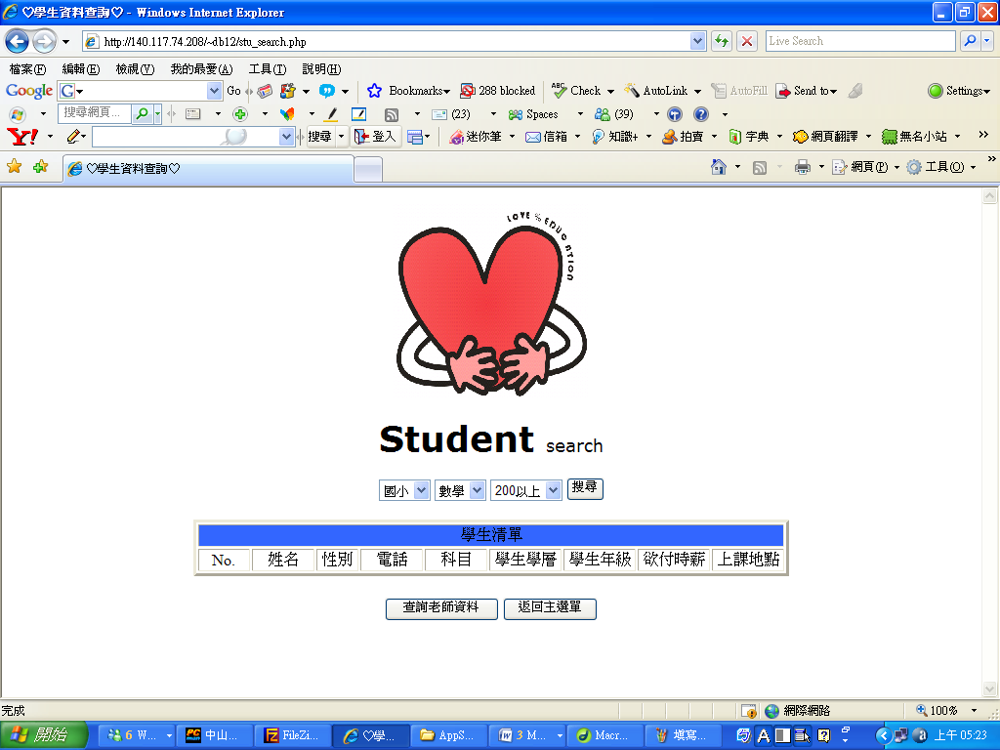 ♡學生資料查詢♡ - Windows Internet Explorer
http://140.117.74.208/~db12/stu_search.php Live Search
檔案(F) 編輯(E) 檢視(V) 我的最愛(A) 工具(T) 說明(H)
Google G Go Bookmarks 288 blocked ABC Check AutoLink AutoFill Send to Settings
搜尋網頁... (23) Spaces (39)
Y! 搜尋 登入 迷你筆 信箱 知識+ 拍賣 字典 網頁翻譯 無名小站
♡學生資料查詢♡ 網頁(P) 工具(O)
LOVE % EDUCATION
Student search
國小 數學 200以上 搜尋
學生清單
No. 姓名 性別 電話 科目 學生學層 學生年級 欲付時薪 上課地點
查詢老師資料 返回主選單
完成 網際網路 100%
開始 6 W... 中山... FileZi... ♡學... AppS... 3 M... Macr... 填寫... A 上午 05:23